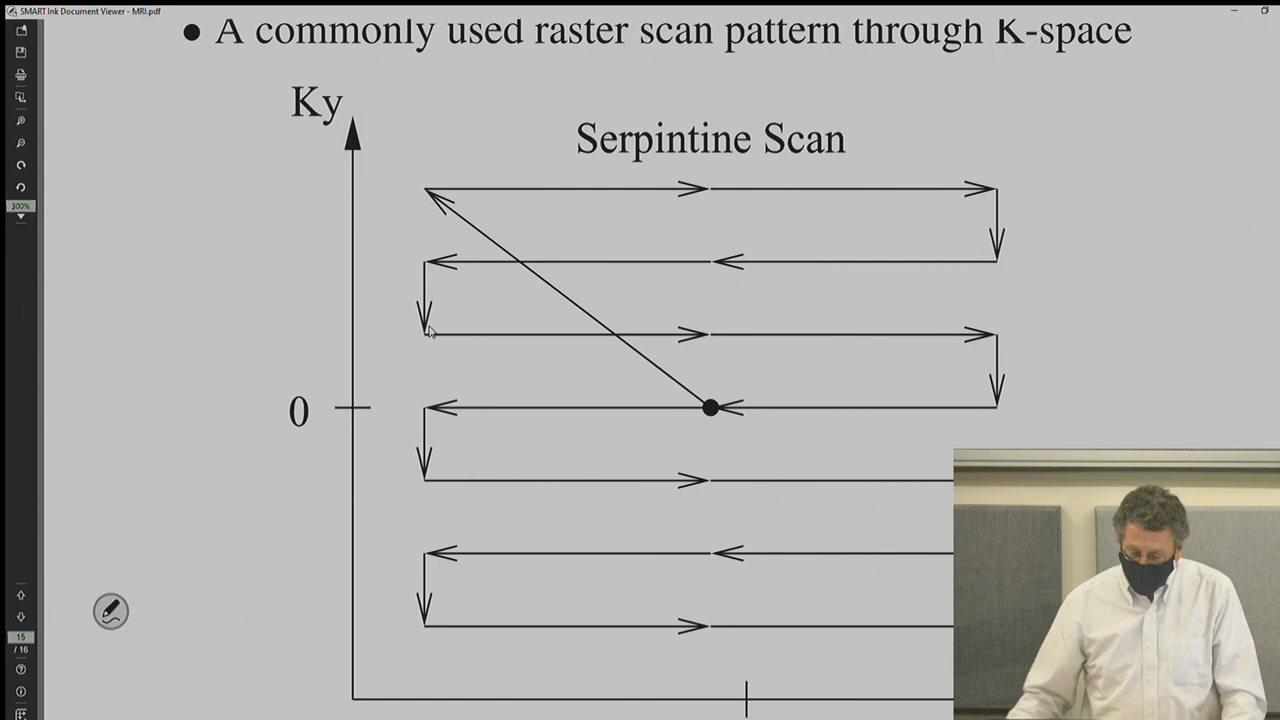 SMART Ink Document Viewer - MRI.pdf
● A commonly used raster scan pattern through K-space
Ky
Serpintine Scan
300%
0
15
/ 16